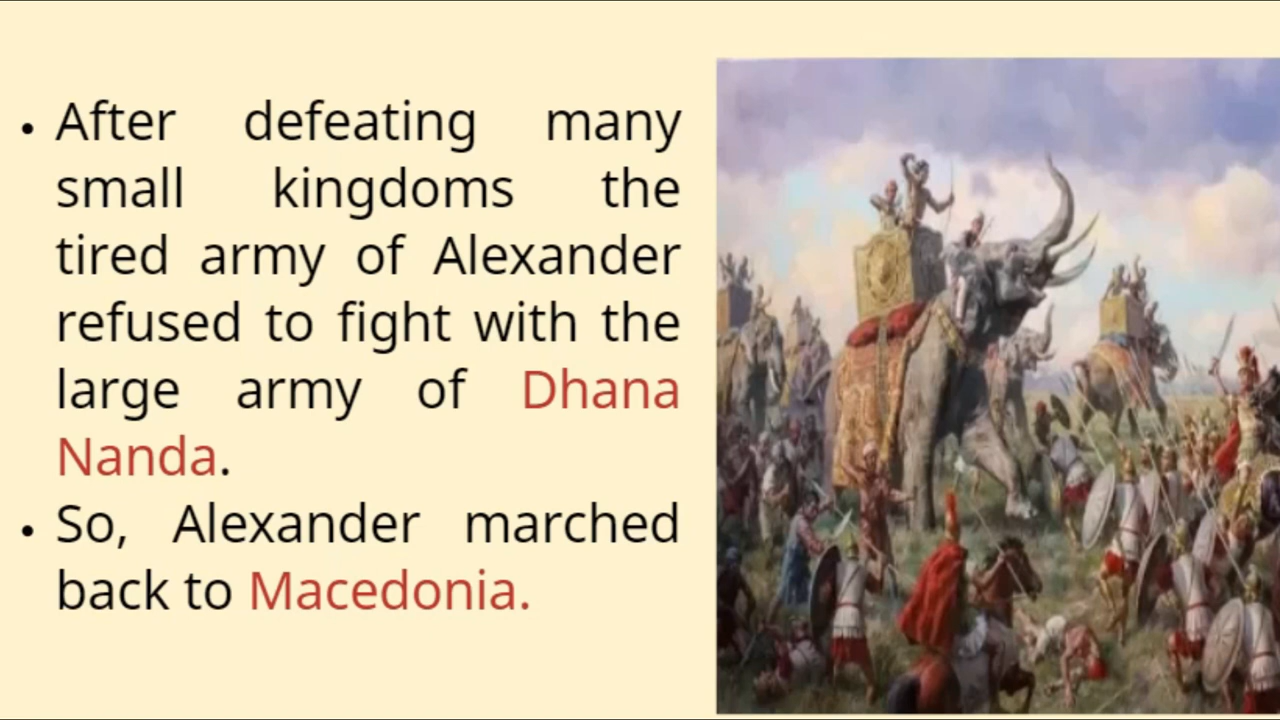 • After defeating many
small kingdoms the
tired army of Alexander
refused to fight with the
large army of Dhana
Nanda.
• So, Alexander marched
back to Macedonia.